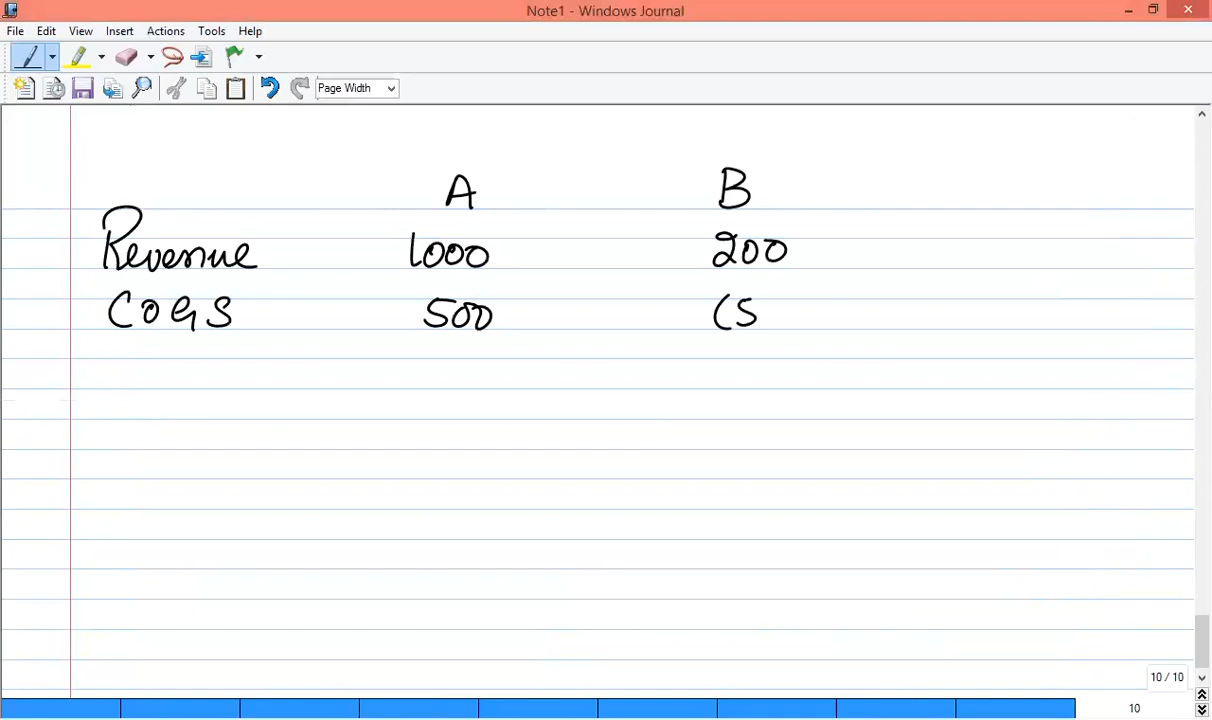 Note1 - Windows Journal
File Edit View Insert Actions Tools Help
Page Width
A B
Revenue 1000 200
COGS 500 (5
10 / 10
10